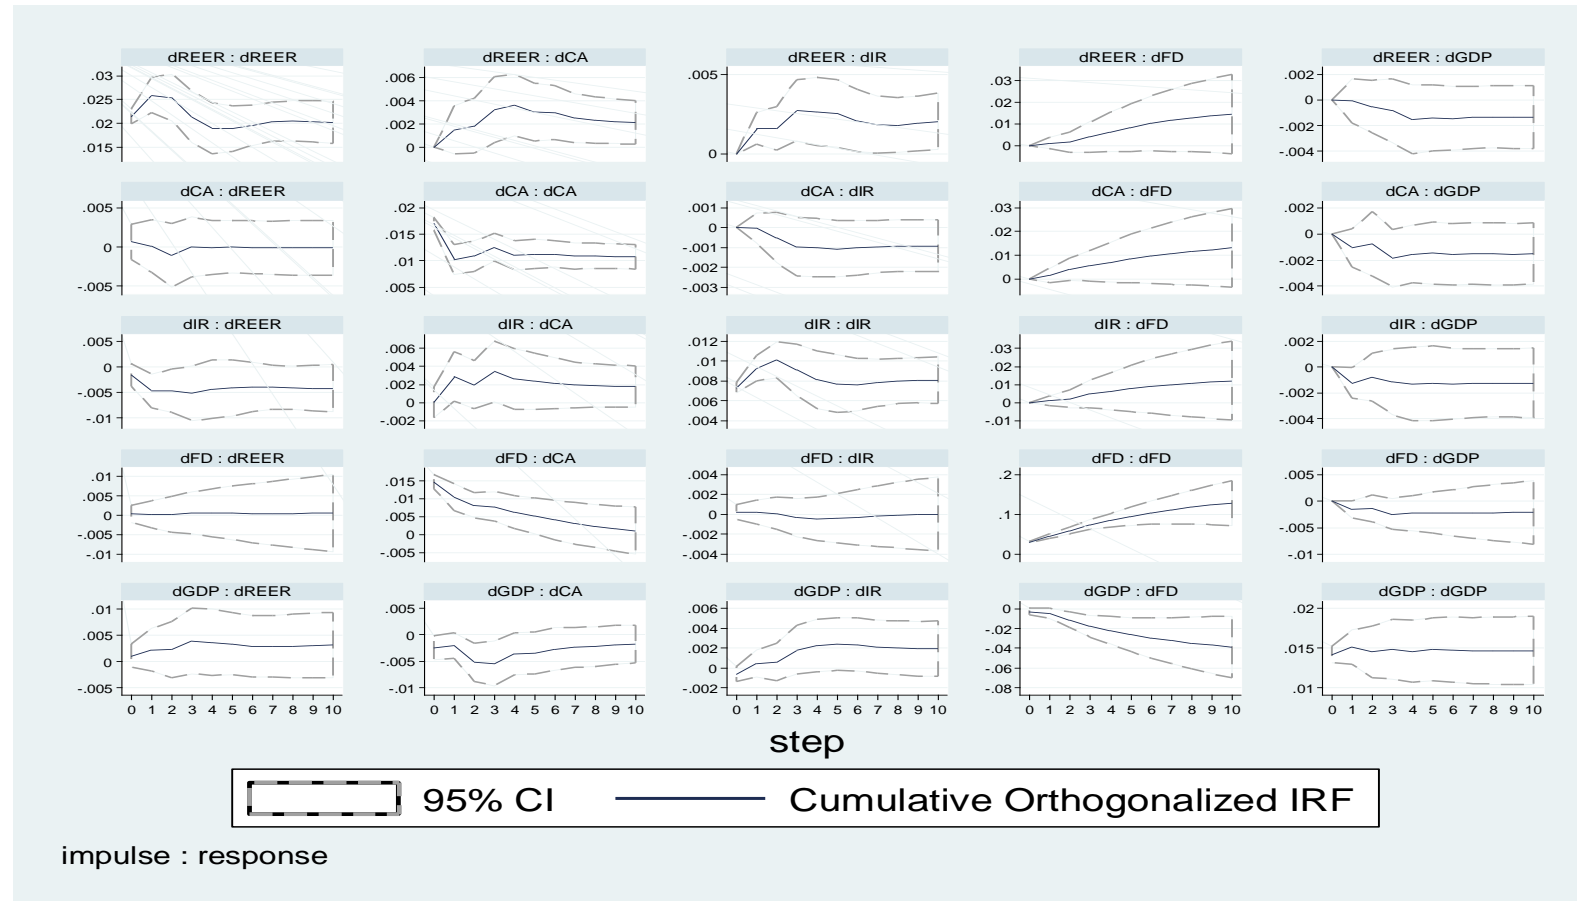 dREER : dREER dREER : dCA dREER : dIR dREER : dFD dREER : dGDP
.03 .006 .005 .03 .002
.025 .004 .02 0
.02 .002 .01 -.002
.015 0 0 0 -.004
dCA : dREER dCA : dCA dCA : dIR dCA : dFD dCA : dGDP
.005 .02 .001 .03 .002
0 .015 0 .02 0
-.005 .01 -.001 .01 -.002
.005 -.002 0 -.004
-.003
dIR : dREER dIR : dCA dIR : dIR dIR : dFD dIR : dGDP
.005 .006 .012 .03 .002
0 .004 .01 .02 0
-.005 .002 .008 .01 -.002
-.01 0 .006 0 -.004
-.002 .004 -.01
dFD : dREER dFD : dCA dFD : dIR dFD : dFD dFD : dGDP
.01 .015 .004 .2 .005
.005 .01 .002 .1 0
0 .005 0 0 -.005
-.005 0 -.002 -.01
-.01 -.005 -.004
dGDP : dREER dGDP : dCA dGDP : dIR dGDP : dFD dGDP : dGDP
.01 .005 .006 0 .02
.005 0 .004 -.02 .015
0 -.005 .002 -.04 .01
-.005 -.01 0 -.06
-.002 -.08
0 1 2 3 4 5 6 7 8 9 10 0 1 2 3 4 5 6 7 8 9 10 0 1 2 3 4 5 6 7 8 9 10 0 1 2 3 4 5 6 7 8 9 10 0 1 2 3 4 5 6 7 8 9 10
step
95% CI Cumulative Orthogonalized IRF
impulse : response